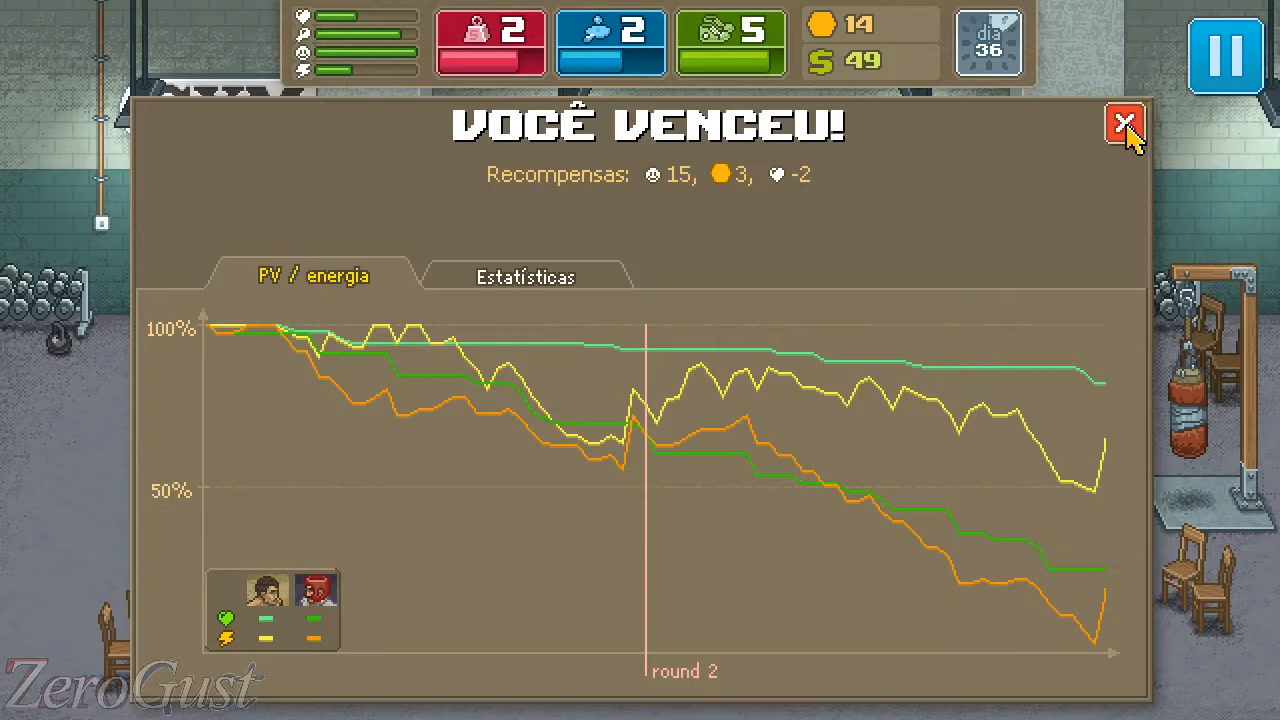 2
2
5
14
49
dia
36
VOCÊ VENCEU!
Recompensas: 15, 3, -2
PV / energia
Estatísticas
100%
50%
round 2
ZeroGust